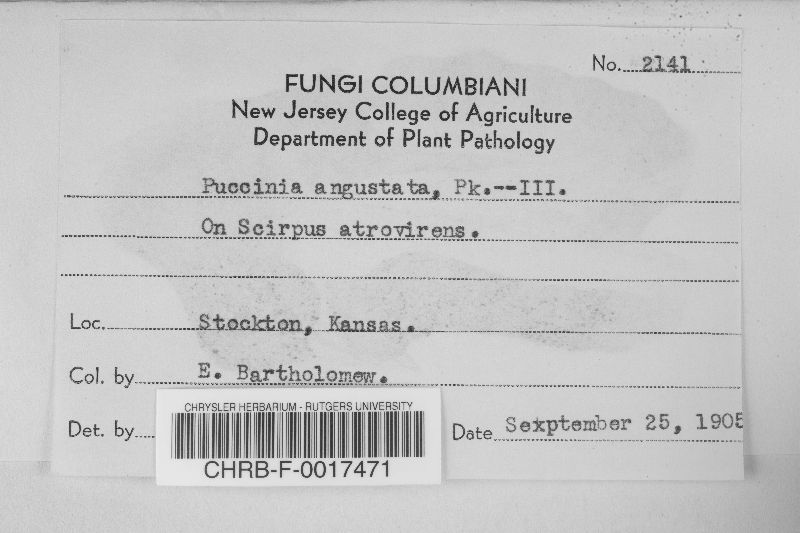 No. 2141
FUNGI COLUMBIANI
New Jersey College of Agriculture
Department of Plant Pathology
Puccinia angustata, Pk.--III.
On Scirpus atrovirens.
Loc. Stockton, Kansas.
Col. by E. Bartholomew.
Det. by
CHRYSLER HERBARIUM - RUTGERS UNIVERSITY
CHRB-F-0017471
Date Sexptember 25, 1905